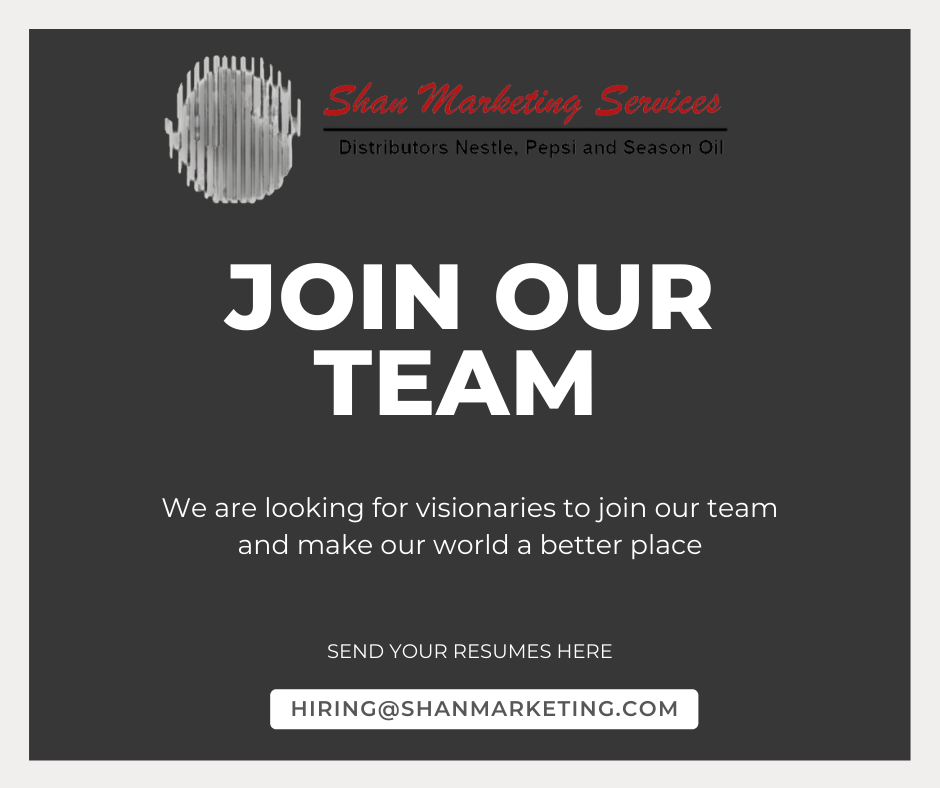 Shan Marketing Services
Distributors Nestle, Pepsi and Season Oil
JOIN OUR
TEAM
We are looking for visionaries to join our team
and make our world a better place
SEND YOUR RESUMES HERE
HIRING@SHANMARKETING.COM